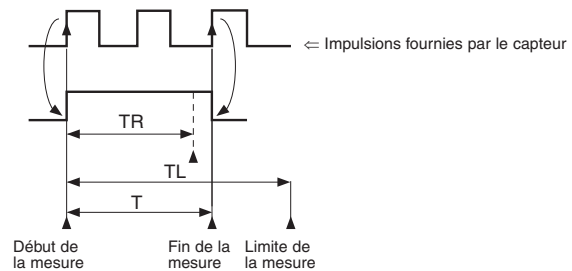 ⇐ Impulsions fournies par le capteur
TR
TL
T
Début de
la mesure
Fin de la
mesure
Limite de
la mesure